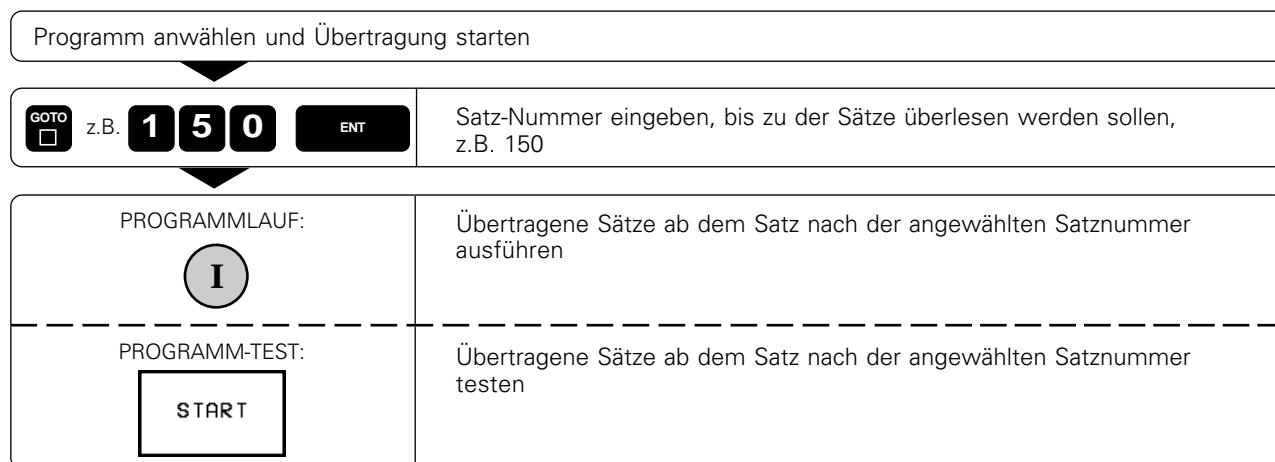 Programm anwählen und Übertragung starten
GOTO z.B. 1 5 0 ENT
Satz-Nummer eingeben, bis zu der Sätze überlesen werden sollen,
z.B. 150
PROGRAMMLAUF:
I
Übertragene Sätze ab dem Satz nach der angewählten Satznummer
ausführen
PROGRAMM-TEST:
START
Übertragene Sätze ab dem Satz nach der angewählten Satznummer
testen